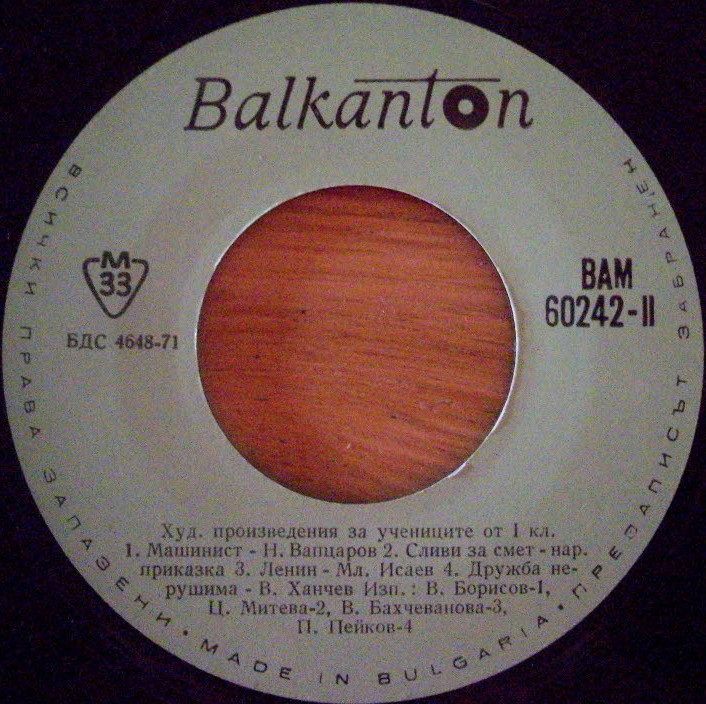 Balkanton
М
33
БДС 4648-71
ВАМ
60242-II
Худ. произведения за учениците от 1 кл.
1. Машинист - Н. Вапцаров 2. Сливи за смет - нар.
приказка 3. Ленин - Мл. Исаев 4. Дружба не-
рушима - В. Ханчев Изп.: В. Борисов-1,
Ц. Митева-2, В. Бахчеванова-3,
П. Пейков-4
ВСИЧКИ ПРАВА ЗАПАЗЕНИ • MADE IN BULGARIA • ПРЕЗАПИСЪТ ЗАБРАНЕН